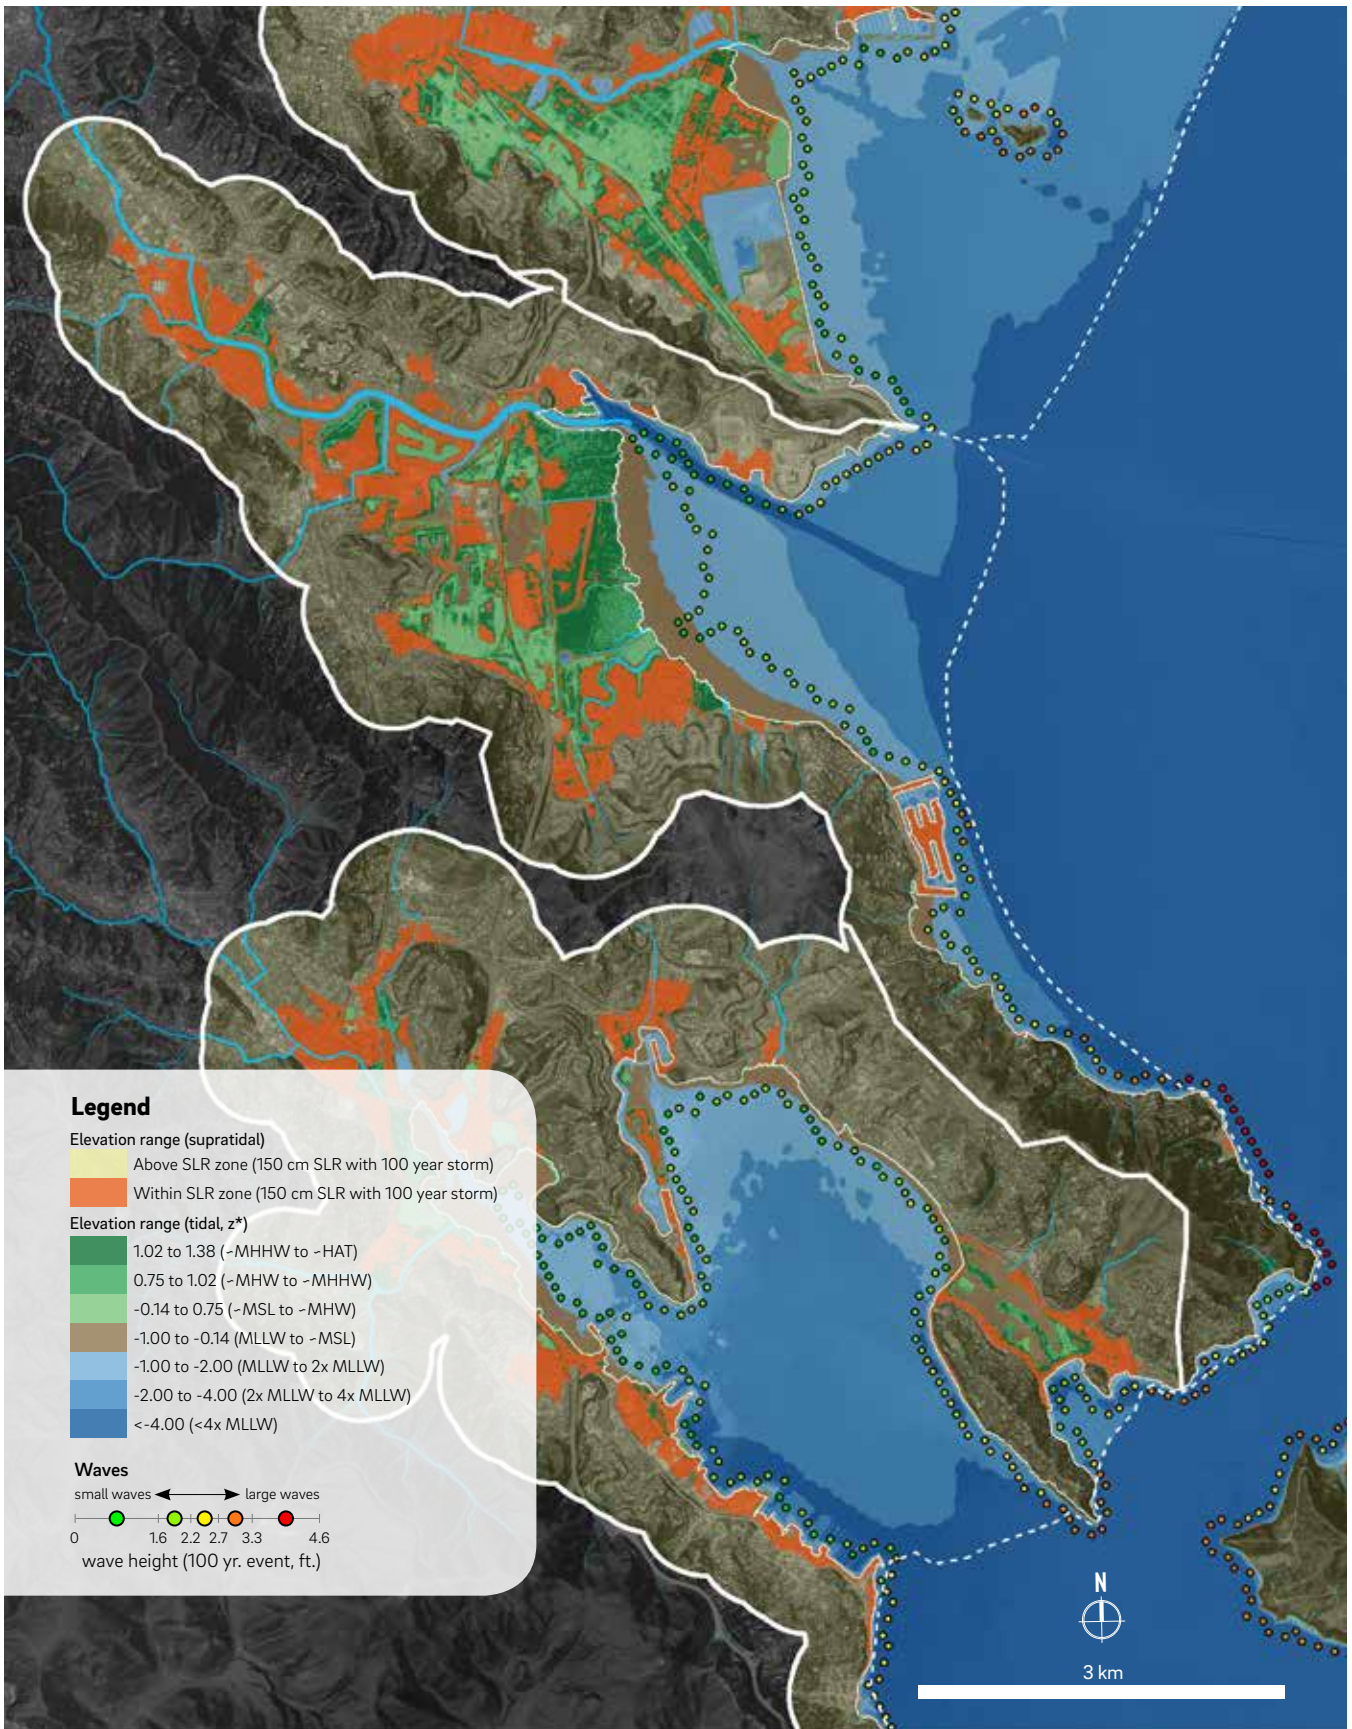 Legend
Elevation range (supratidal)
Above SLR zone (150 cm SLR with 100 year storm)
Within SLR zone (150 cm SLR with 100 year storm)
Elevation range (tidal, z*)
1.02 to 1.38 (~MHHW to ~HAT)
0.75 to 1.02 (~MHW to ~MHHW)
-0.14 to 0.75 (~MSL to ~MHW)
-1.00 to -0.14 (MLLW to ~MSL)
-1.00 to -2.00 (MLLW to 2x MLLW)
-2.00 to -4.00 (2x MLLW to 4x MLLW)
<-4.00 (<4x MLLW)
Waves
small waves large waves
0 1.6 2.2 2.7 3.3 4.6
wave height (100 yr. event, ft.)
N
3 km